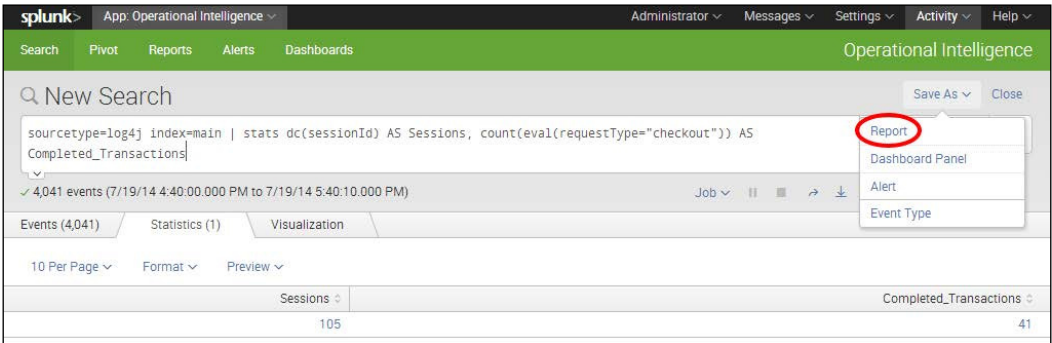 splunk> App: Operational Intelligence Administrator Messages Settings Activity Help
Search Pivot Reports Alerts Dashboards Operational Intelligence
New Search Save As Close
sourcetype=log4j index=main | stats dc(sessionId) AS Sessions, count(eval(requestType="checkout")) AS
Completed_Transactions
Report
Dashboard Panel
Alert
Event Type
4,041 events (7/19/14 4:40:00.000 PM to 7/19/14 5:40:10.000 PM) Job
Events (4,041) Statistics (1) Visualization
10 Per Page Format Preview
Sessions Completed_Transactions
105 41